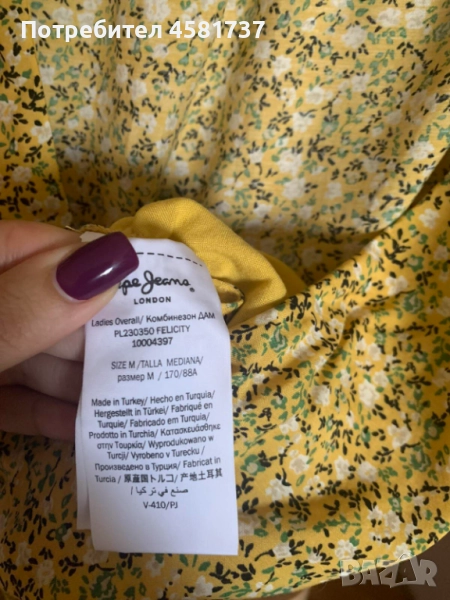 Потребител 4581737
pe Jeans
LONDON
Ladies Overall/ Комбинезон ДАМ
PL230350 FELICITY
10004397
SIZE M/TALLA MEDIANA/
размер M / 170/88A
Made in Turkey/ Hecho en Turquia/
Hergestellt in Türkei/ Fabriqué en
Turquie/ Fabricado em Turquia/
Prodotto in Turchia/ Κατασκευάσθηκε
στην Τουρκία/ Wyprodukowano w
Turcji/ Vyrobeno v Turecku/
Произведено в Турция/ Fabricat in
Turcia / 原産国トルコ / 产地土耳其
صنع في تركيا /
V-410/PJ
BAZAR